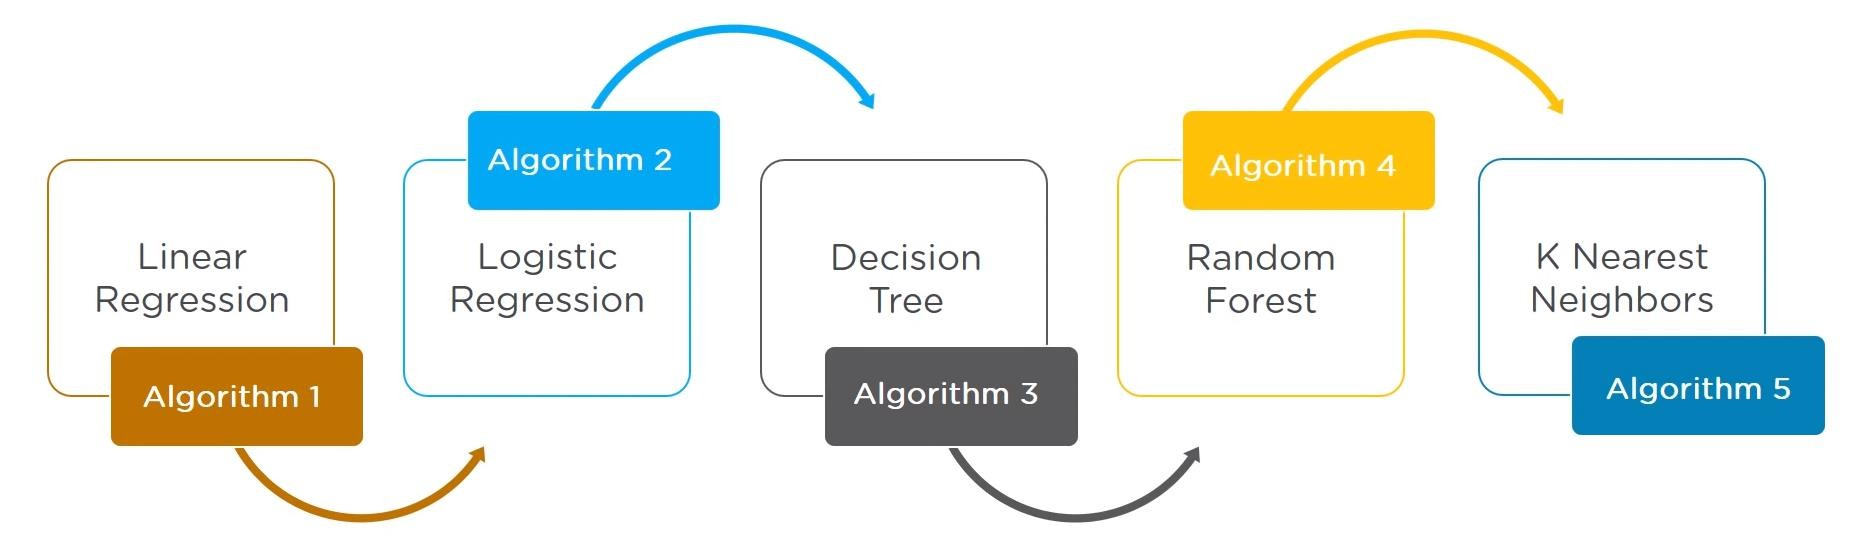 Linear
Regression
Algorithm 1
Algorithm 2
Logistic
Regression
Decision
Tree
Algorithm 3
Algorithm 4
Random
Forest
K Nearest
Neighbors
Algorithm 5